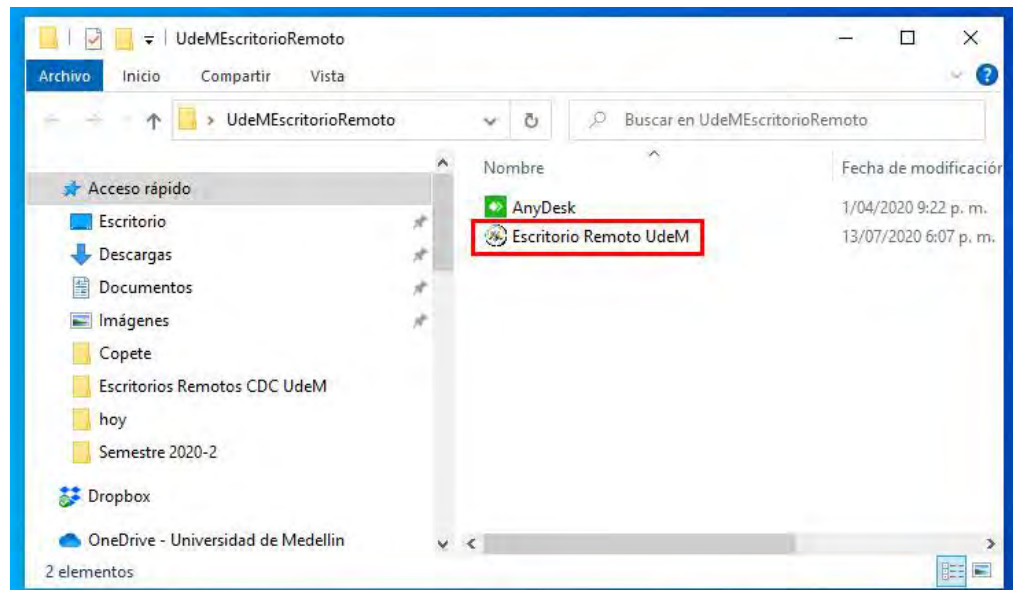 UdeMEscritorioRemoto
Archivo Inicio Compartir Vista
UdeMEscritorioRemoto
Buscar en UdeMEscritorioRemoto
Nombre
Fecha de modificación
Acceso rápido
Escritorio
Descargas
Documentos
Imágenes
Copete
Escritorios Remotos CDC UdeM
hoy
Semestre 2020-2
Dropbox
OneDrive - Universidad de Medellin
AnyDesk 1/04/2020 9:22 p. m.
Escritorio Remoto UdeM 13/07/2020 6:07 p. m.
2 elementos